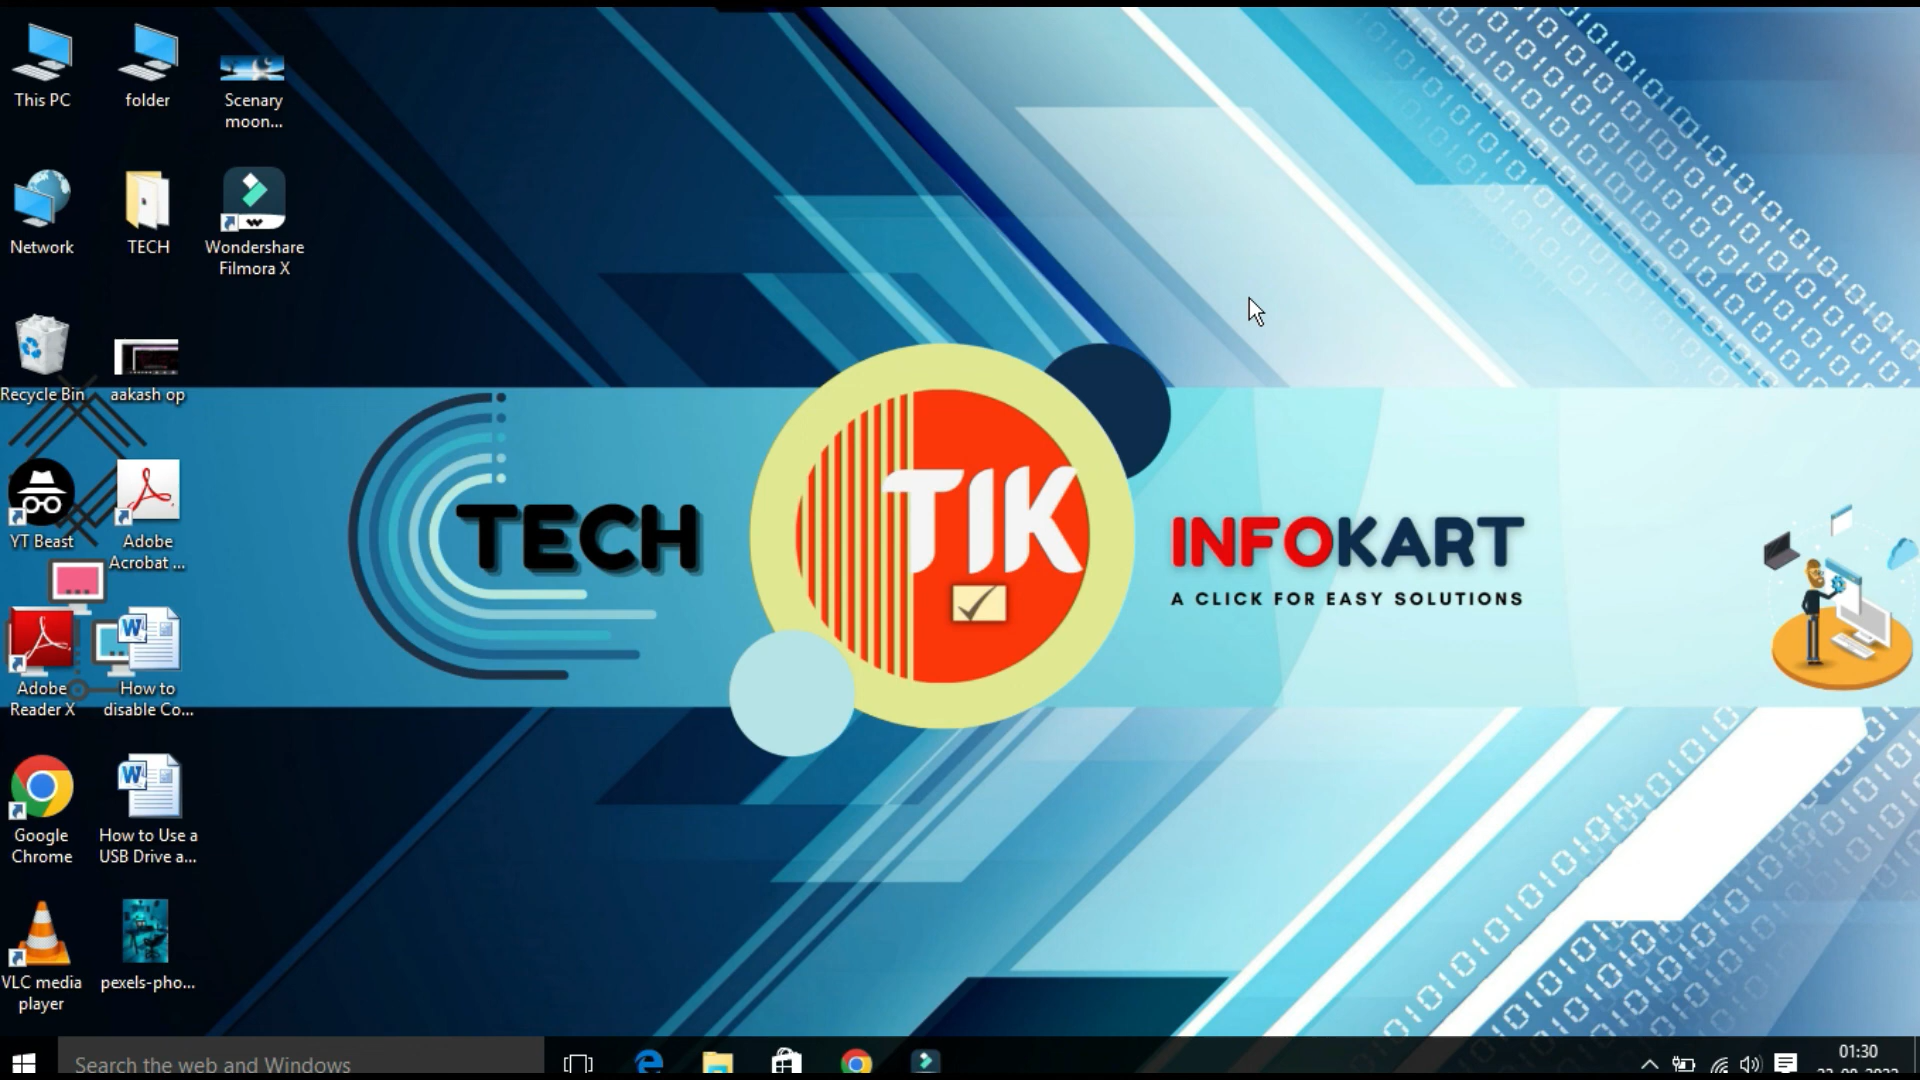 This PC
folder
Scenary
moon...
Network
TECH
Wondershare
Filmora X
Recycle Bin
aakash op
YT Beast
Adobe
Acrobat ...
Adobe
Reader X
How to
disable Co...
Google
Chrome
How to Use a
USB Drive a...
VLC media
player
pexels-pho...
TECH
TIK
INFOKART
A CLICK FOR EASY SOLUTIONS
Search the web and Windows
01:30